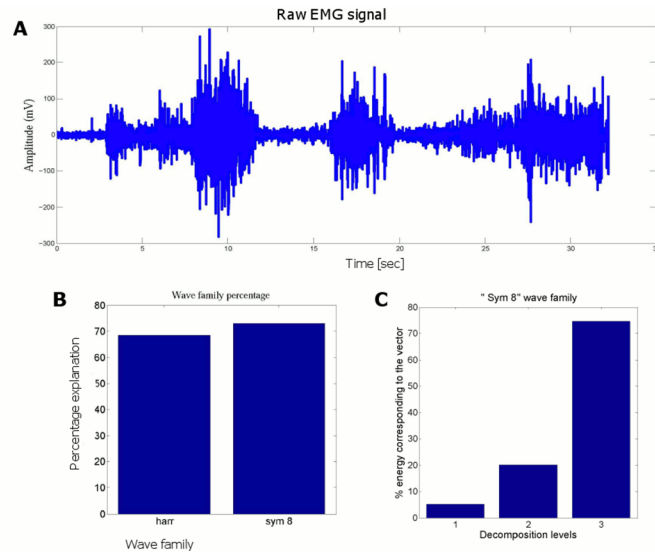 A
Raw EMG signal
Amplitude (mV)
300
200
100
0
−100
−200
−300
0
5
10
15
20
25
30
35
Time [sec]
B
Wave family percentage
Percentage explanation
80
70
60
50
40
30
20
10
0
harr
sym 8
Wave family
C
" Sym 8" wave family
% energy corresponding to the vector
80
70
60
50
40
30
20
10
0
1
2
3
Decomposition levels